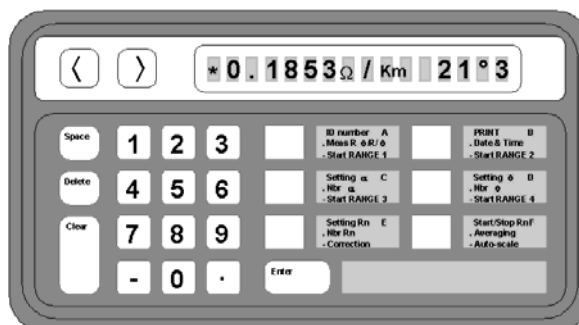 〈 〉 *0.1853Ω/Km 21°3
Space 1 2 3
ID number A
. Meas R ϕ R/ϕ
- Start RANGE 1
PRINT B
. Date & Time
- Start RANGE 2
Delete 4 5 6
Setting α C
. Nbr α
- Start RANGE 3
Setting ϕ D
. Nbr ϕ
- Start RANGE 4
Clear 7 8 9
Setting Rn E
. Nbr Rn
- Correction
Start/Stop Rn F
. Averaging
- Auto-scale
- 0 .
Enter